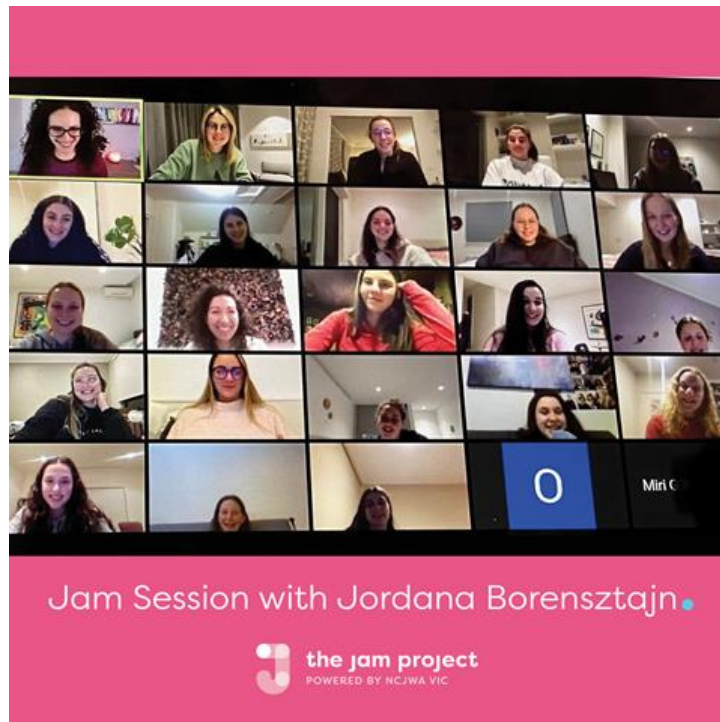 O
Miri
Jam Session with Jordana Borensztajn.
the jam project
POWERED BY NCJWA VIC